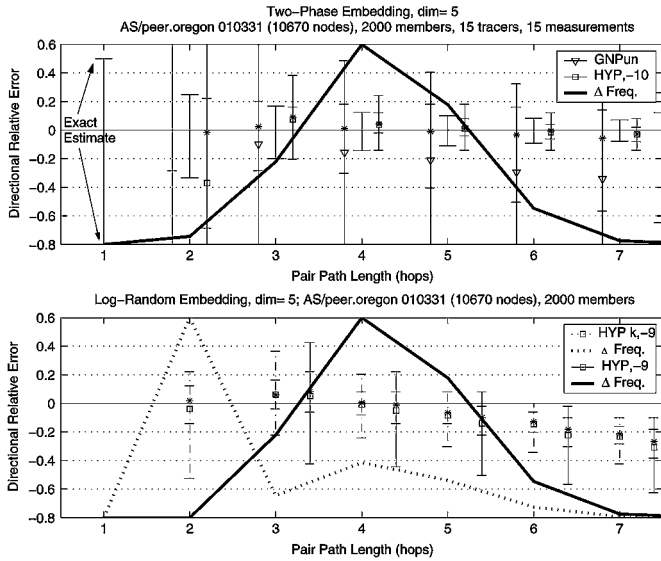 Two-Phase Embedding, dim= 5
AS/peer.oregon 010331 (10670 nodes), 2000 members, 15 tracers, 15 measurements
0.6
0.4
0.2
0
-0.2
-0.4
-0.6
-0.8
Directional Relative Error
Exact
Estimate
GNPun
HYP,-10
Δ Freq.
1 2 3 4 5 6 7
Pair Path Length (hops)
Log-Random Embedding, dim= 5; AS/peer.oregon 010331 (10670 nodes), 2000 members
0.6
0.4
0.2
0
-0.2
-0.4
-0.6
-0.8
Directional Relative Error
HYP k,-9
Δ Freq.
HYP,-9
Δ Freq.
1 2 3 4 5 6 7
Pair Path Length (hops)